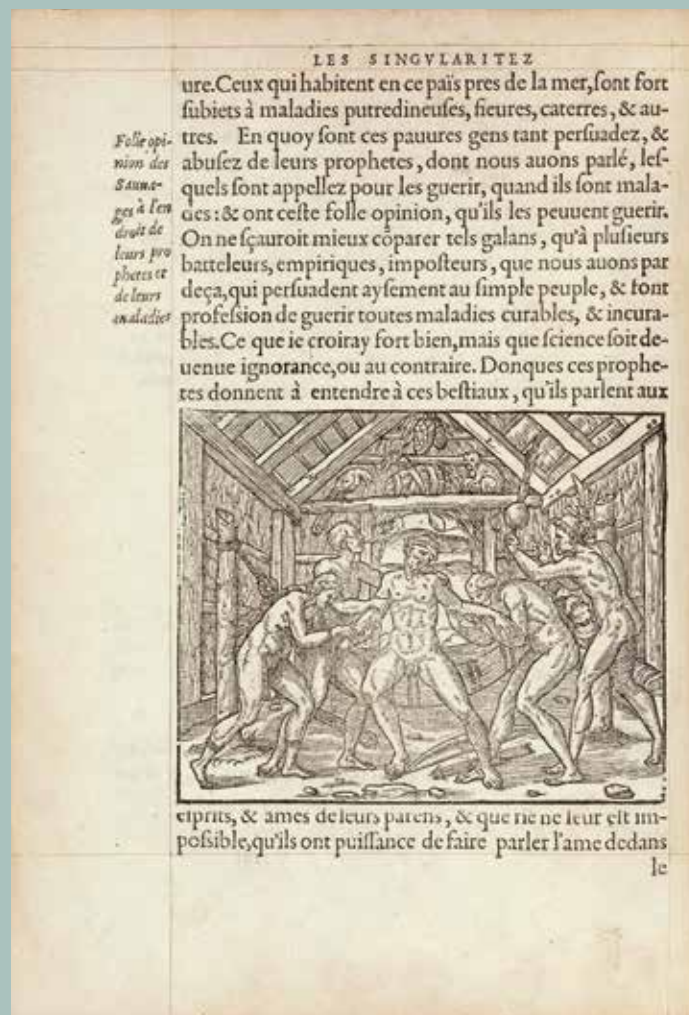 LES SINGVLARITEZ
ure.Ceux qui habitent en ce païs pres de la mer,ſont fort
ſubiets à maladies putredineuſes, fieures, caterres, & au-
tres. En quoy ſont ces pauures gens tant perſuadez, &
abuſez de leurs prophetes, dont nous auons parlé, leſ-
quels ſont appellez pour les guerir, quand ils ſont mala-
des: & ont ceſte folle opinion, qu'ils les peuuent guerir.
On ne ſçauroit mieux cõparer tels galans, qu'à pluſieurs
batteleurs, empiriques, impoſteurs, que nous auons par
deça, qui perſuadent ayſement au ſimple peuple, & font
profeſſion de guerir toutes maladies curables, & incura-
bles.Ce que ie croiray fort bien,mais que ſcience ſoit de-
uenue ignorance,ou au contraire. Donques ces prophe-
tes donnent à entendre à ces beſtiaux, qu'ils parlent aux
Folle opi-
nion des
Sauua-
ges à l'en
droit de
leurs pro
phetes et
de leurs
maladies
eſprits, & ames de leurs parens, & que riẽ ne leur eſt im-
poſſible,qu'ils ont puiſſance de faire parler l'ame dedans
le